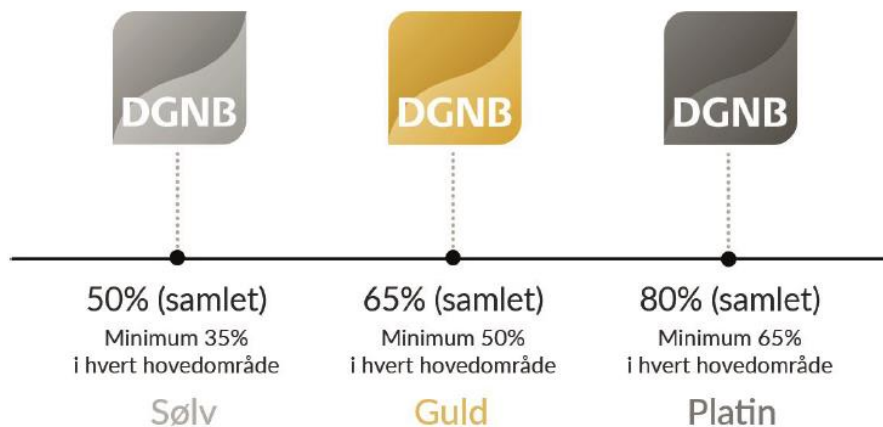 DGNB
DGNB
DGNB
50% (samlet)
Minimum 35%
i hvert hovedområde
Sølv
65% (samlet)
Minimum 50%
i hvert hovedområde
Guld
80% (samlet)
Minimum 65%
i hvert hovedområde
Platin